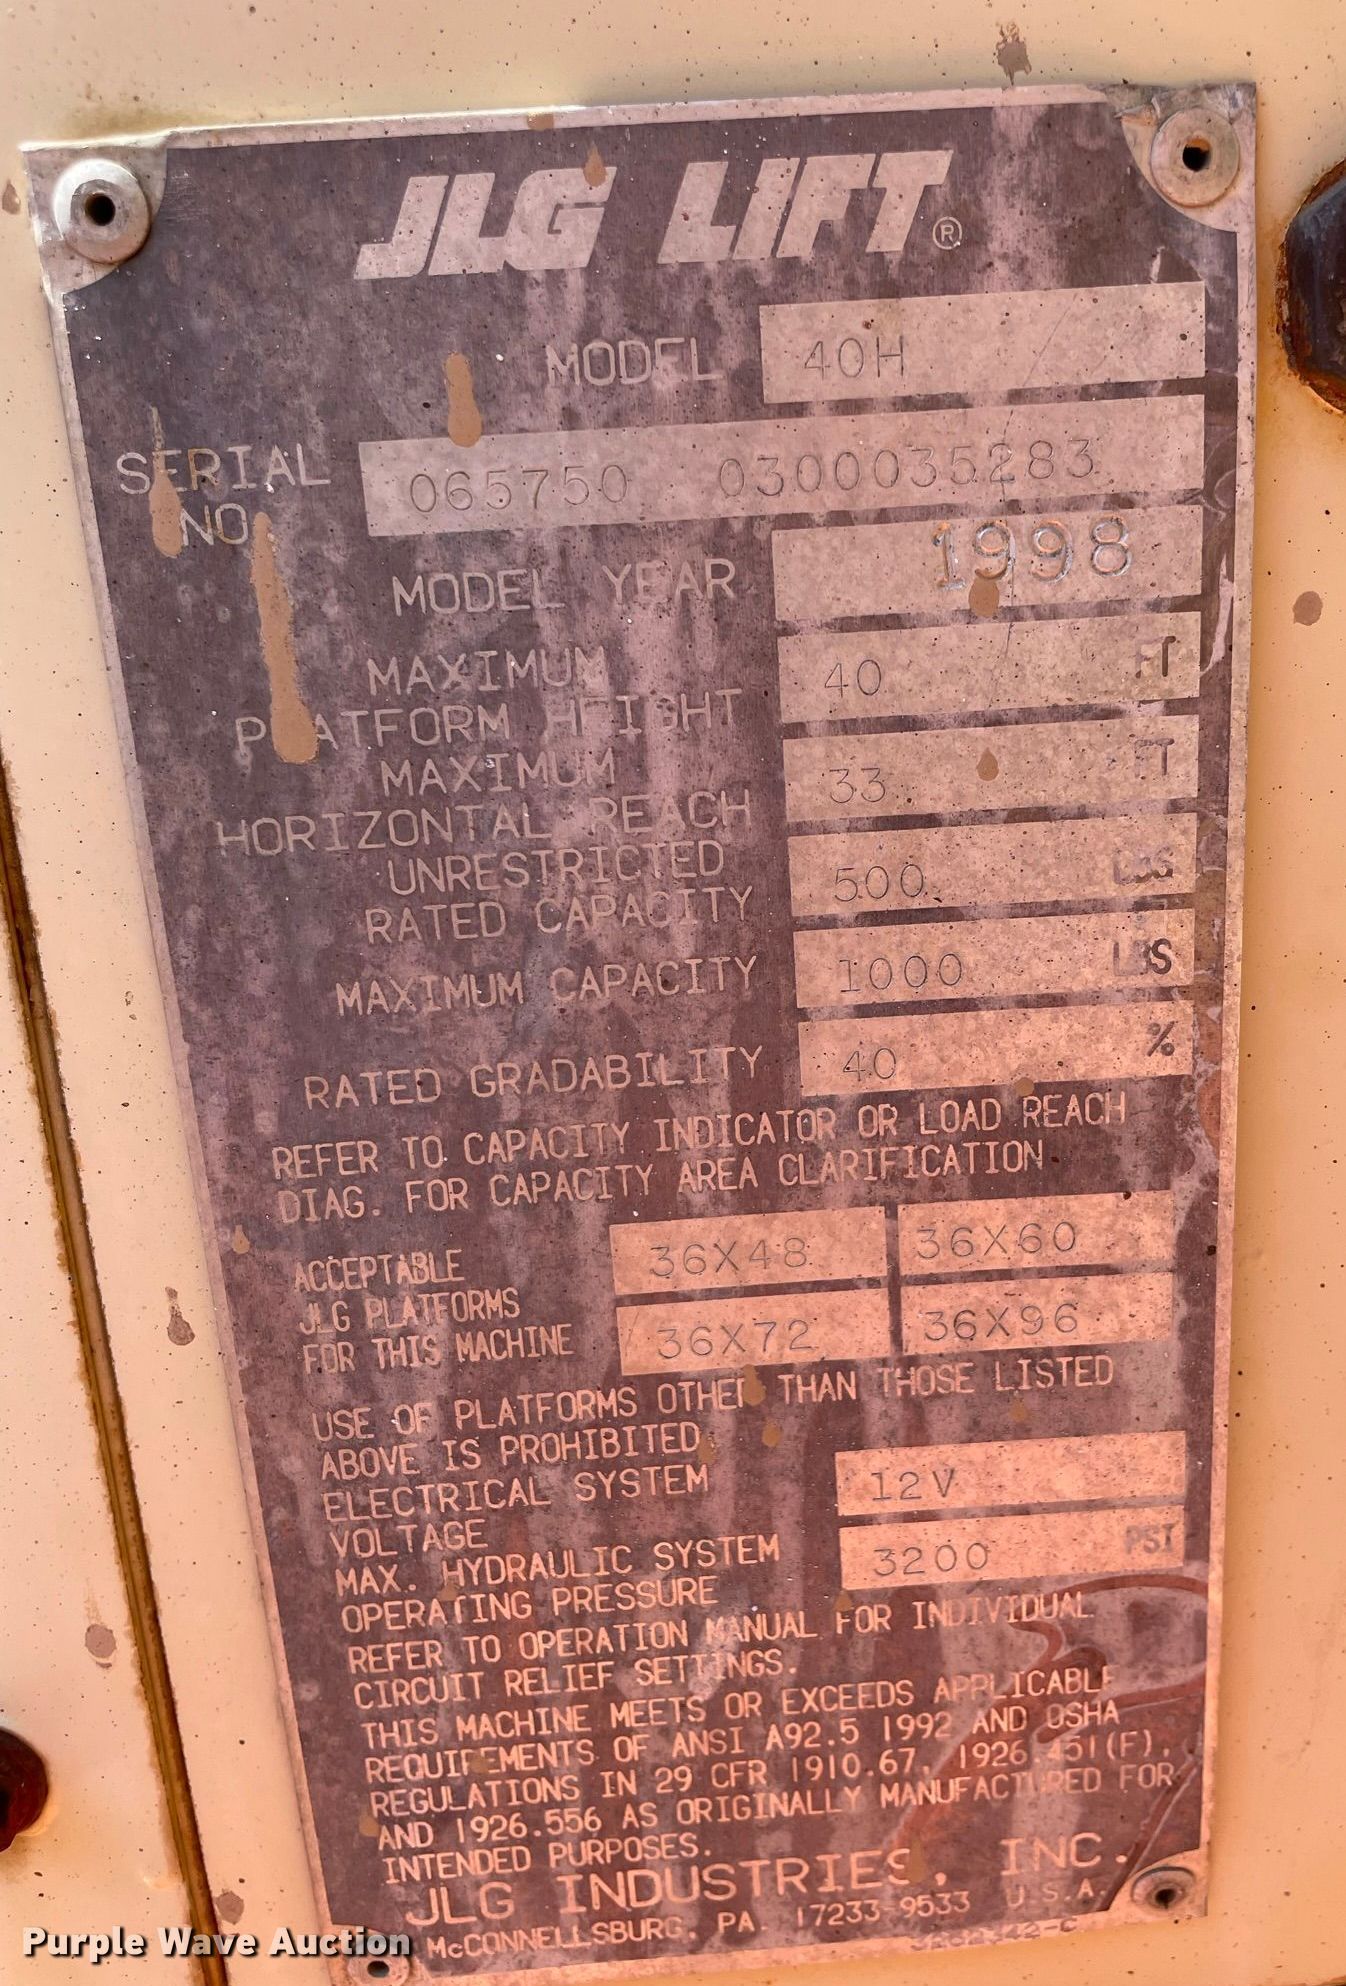 JLG LIFT ®
MODEL 40H
SERIAL NO. 065750 0300035283
MODEL YEAR 1998
MAXIMUM
PLATFORM HEIGHT 40 FT
MAXIMUM
HORIZONTAL REACH 33 FT
UNRESTRICTED
RATED CAPACITY 500 LBS
MAXIMUM CAPACITY 1000 LBS
RATED GRADABILITY 40 %
REFER TO CAPACITY INDICATOR OR LOAD REACH
DIAG. FOR CAPACITY AREA CLARIFICATION
ACCEPTABLE
JLG PLATFORMS
FOR THIS MACHINE
36X48 36X60
36X72 36X96
USE OF PLATFORMS OTHER THAN THOSE LISTED
ABOVE IS PROHIBITED
ELECTRICAL SYSTEM
VOLTAGE 12V
MAX. HYDRAULIC SYSTEM
OPERATING PRESSURE 3200 PSI
REFER TO OPERATION MANUAL FOR INDIVIDUAL
CIRCUIT RELIEF SETTINGS.
THIS MACHINE MEETS OR EXCEEDS APPLICABLE
REQUIREMENTS OF ANSI A92.5 1992 AND OSHA
REGULATIONS IN 29 CFR 1910.67, 1926.451(F),
AND 1926.556 AS ORIGINALLY MANUFACTURED FOR
INTENDED PURPOSES.
JLG INDUSTRIES, INC.
McCONNELLSBURG, PA. 17233-9533 U.S.A.
Purple Wave Auction